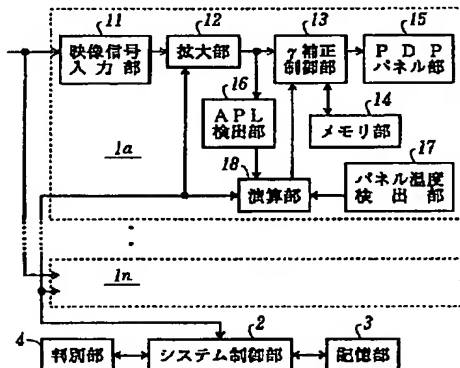 11
映像信号
入力部
12
拡大部
13
γ補正
制御部
15
PDP
パネル部
16
APL
検出部
14
メモリ部
1a
18
演算部
17
パネル温度
検出部
1n
4
判別部
2
システム制御部
3
記憶部